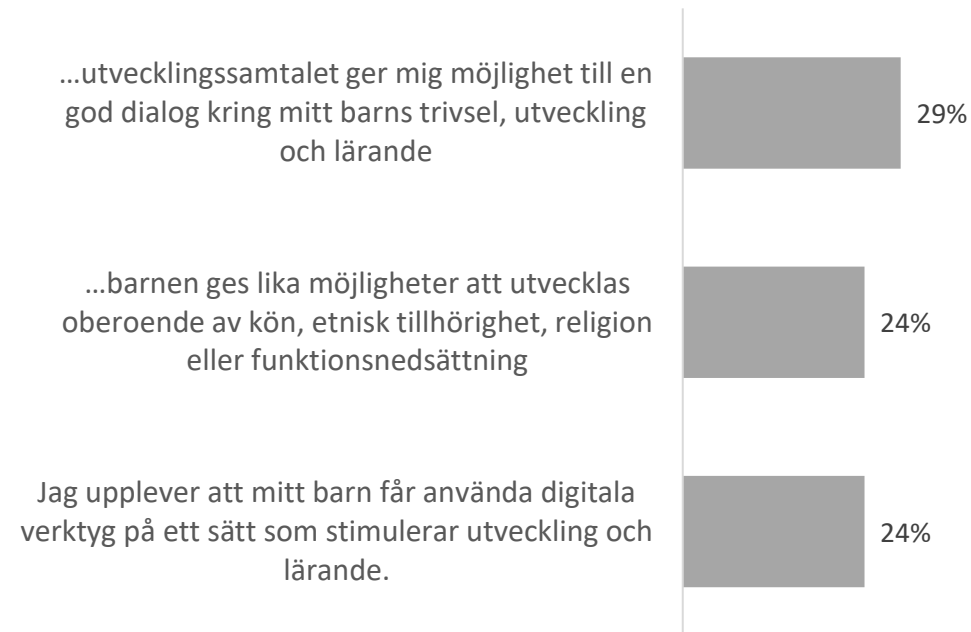 ...utvecklingssamtalet ger mig möjlighet till en
god dialog kring mitt barns trivsel, utveckling
och lärande
29%
...barnen ges lika möjligheter att utvecklas
oberoende av kön, etnisk tillhörighet, religion
eller funktionsnedsättning
24%
Jag upplever att mitt barn får använda digitala
verktyg på ett sätt som stimulerar utveckling och
lärande.
24%